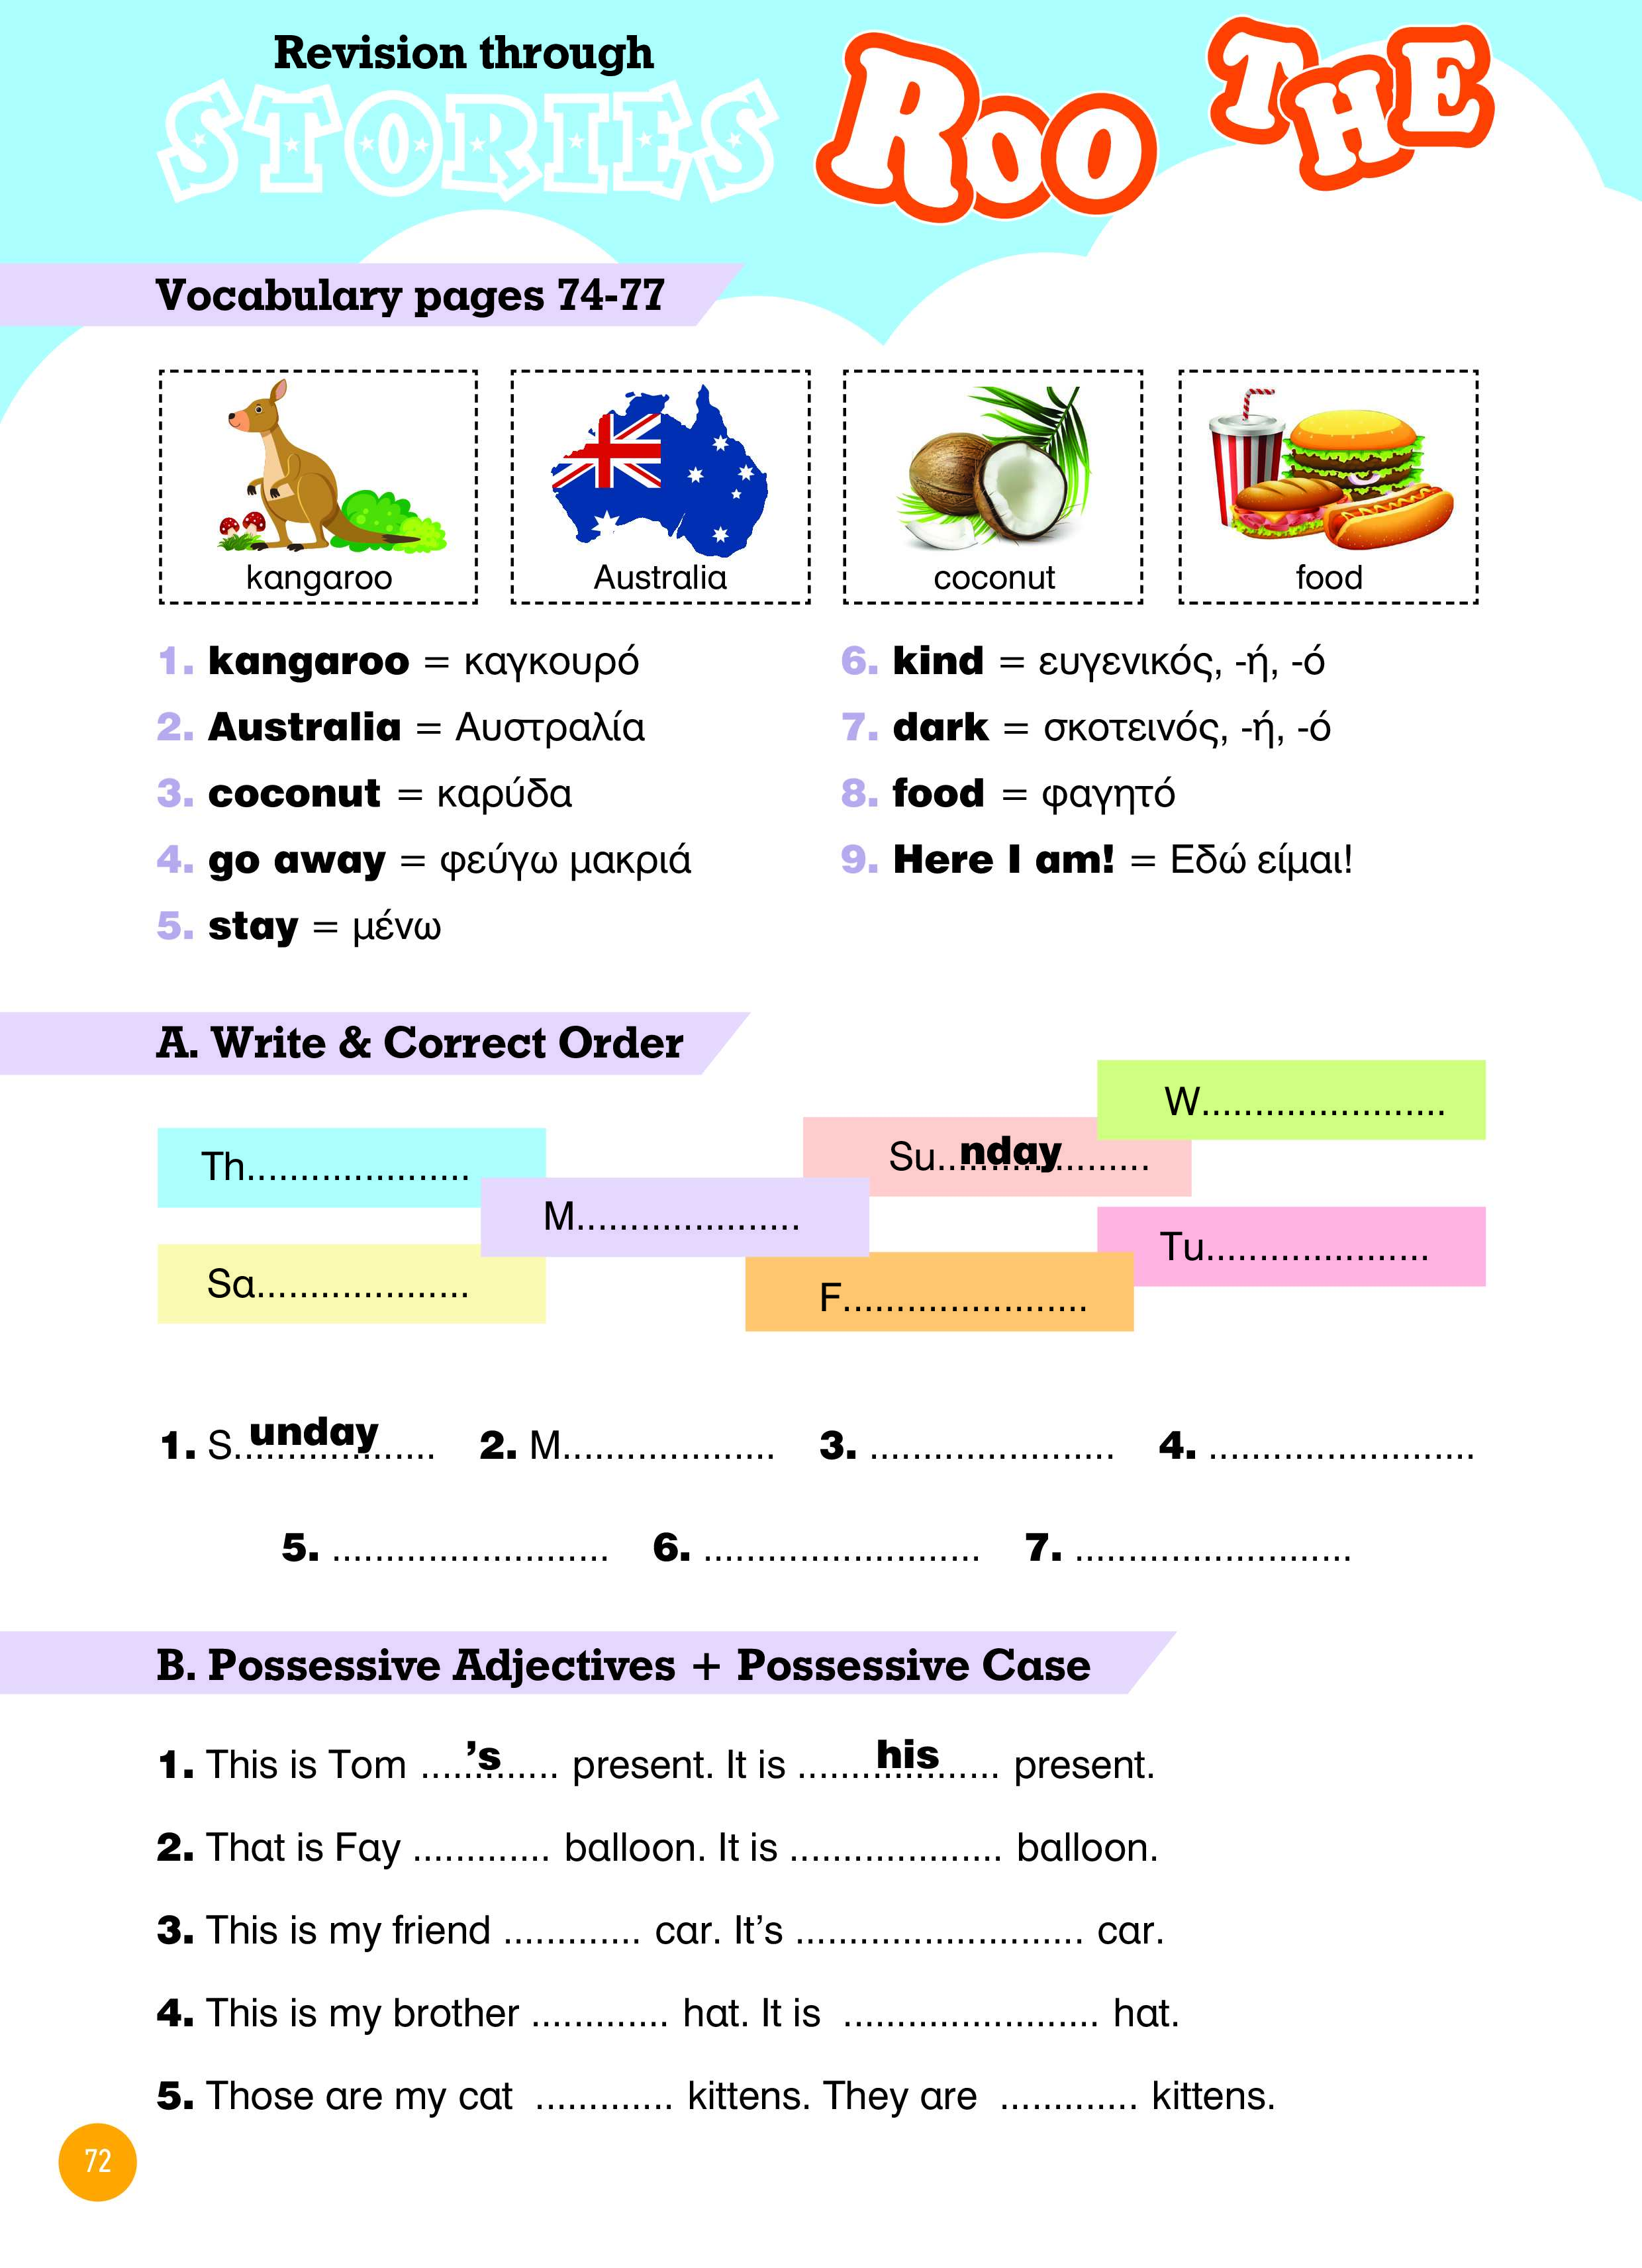 Revision through
STORIES
ROO THE
Vocabulary pages 74-77
kangaroo
Australia
coconut
food
1. kangaroo = καγκουρό
2. Australia = Αυστραλία
3. coconut = καρύδα
4. go away = φεύγω μακριά
5. stay = μένω
6. kind = ευγενικός, -ή, -ό
7. dark = σκοτεινός, -ή, -ό
8. food = φαγητό
9. Here I am! = Εδώ είμαι!
A. Write & Correct Order
W.......................
Th.....................
Su..nday..................
M.....................
Tu.....................
Sa....................
F.......................
1. S. unday................... 2. M.................... 3. ....................... 4. .........................
5. .......................... 6. .......................... 7. ..........................
B. Possessive Adjectives + Possessive Case
1. This is Tom ....’s...... present. It is .......his...... present.
2. That is Fay ............. balloon. It is .................... balloon.
3. This is my friend ............. car. It’s ........................... car.
4. This is my brother ............. hat. It is ........................ hat.
5. Those are my cat ............. kittens. They are ............. kittens.
72